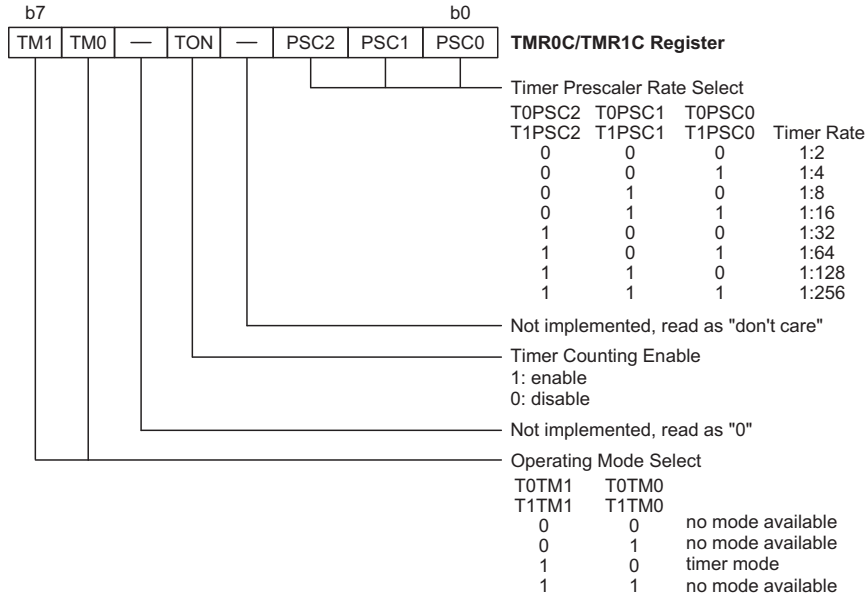 b7 b0
TM1 TM0 — TON — PSC2 PSC1 PSC0 TMR0C/TMR1C Register
Timer Prescaler Rate Select
T0PSC2 T0PSC1 T0PSC0
T1PSC2 T1PSC1 T1PSC0 Timer Rate
0 0 0 1:2
0 0 1 1:4
0 1 0 1:8
0 1 1 1:16
1 0 0 1:32
1 0 1 1:64
1 1 0 1:128
1 1 1 1:256
Not implemented, read as "don't care"
Timer Counting Enable
1: enable
0: disable
Not implemented, read as "0"
Operating Mode Select
T0TM1 T0TM0
T1TM1 T1TM0
0 0 no mode available
0 1 no mode available
1 0 timer mode
1 1 no mode available